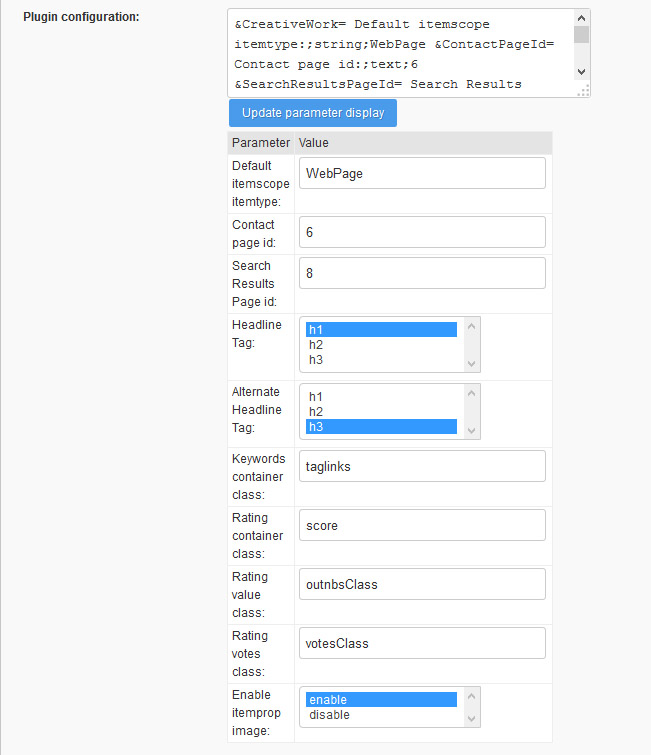 Plugin configuration:
&CreativeWork= Default itemscope
itemtype:;string;WebPage &ContactPageId=
Contact page id:;text;6
&SearchResultsPageId= Search Results
Update parameter display
Parameter Value
Default
itemscope
itemtype:
WebPage
Contact
page id:
6
Search
Results
Page id:
8
Headline
Tag:
h1
h2
h3
Alternate
Headline
Tag:
h1
h2
h3
Keywords
container
class:
taglinks
Rating
container
class:
score
Rating
value
class:
outnbsClass
Rating
votes
class:
votesClass
Enable
itemprop
image:
enable
disable